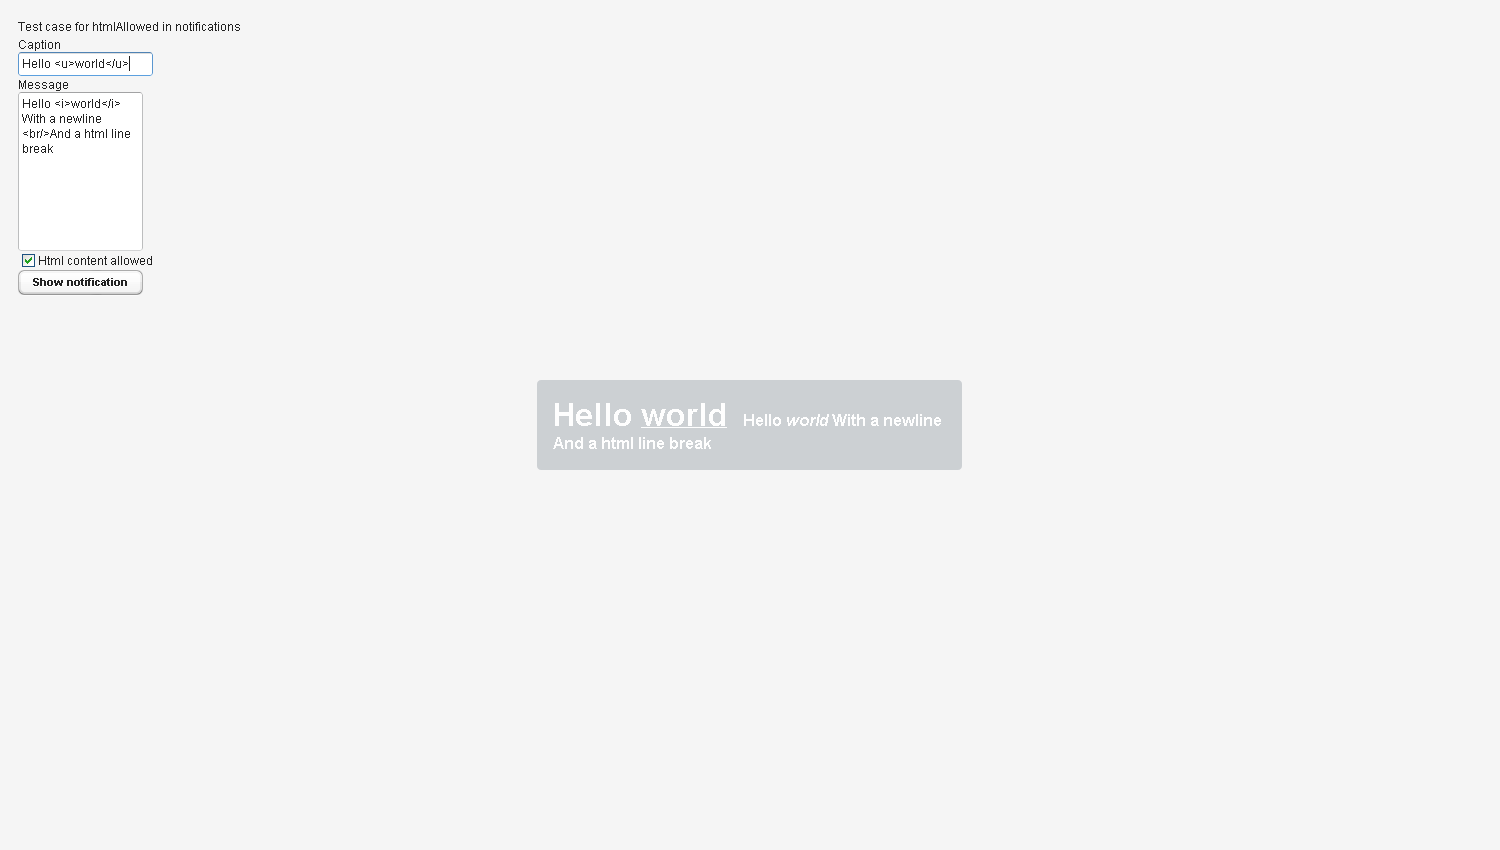 Test case for htmlAllowed in notifications
Caption
Hello <u>world</u>
Message
Hello <i>world</i>
With a newline
<br/>And a html line
break
Html content allowed
Show notification
Hello world Hello world With a newline
And a html line break